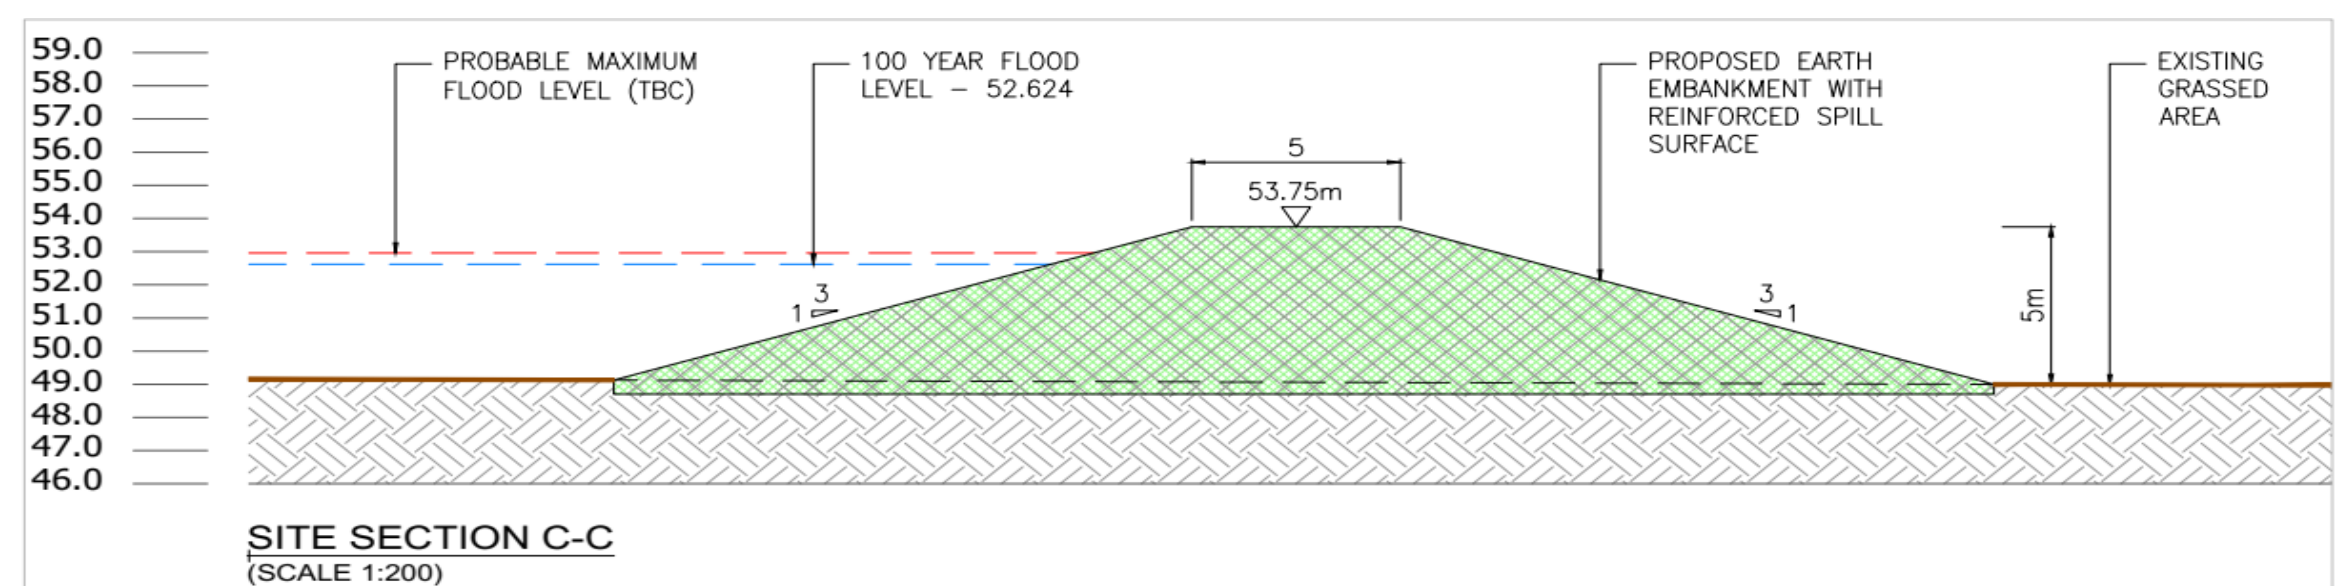 59.0
58.0
57.0
56.0
55.0
54.0
53.0
52.0
51.0
50.0
49.0
48.0
47.0
46.0
PROBABLE MAXIMUM
FLOOD LEVEL (TBC)
100 YEAR FLOOD
LEVEL – 52.624
5
53.75m
PROPOSED EARTH
EMBANKMENT WITH
REINFORCED SPILL
SURFACE
EXISTING
GRASSED
AREA
3
1
3
1
5m
SITE SECTION C-C
(SCALE 1:200)